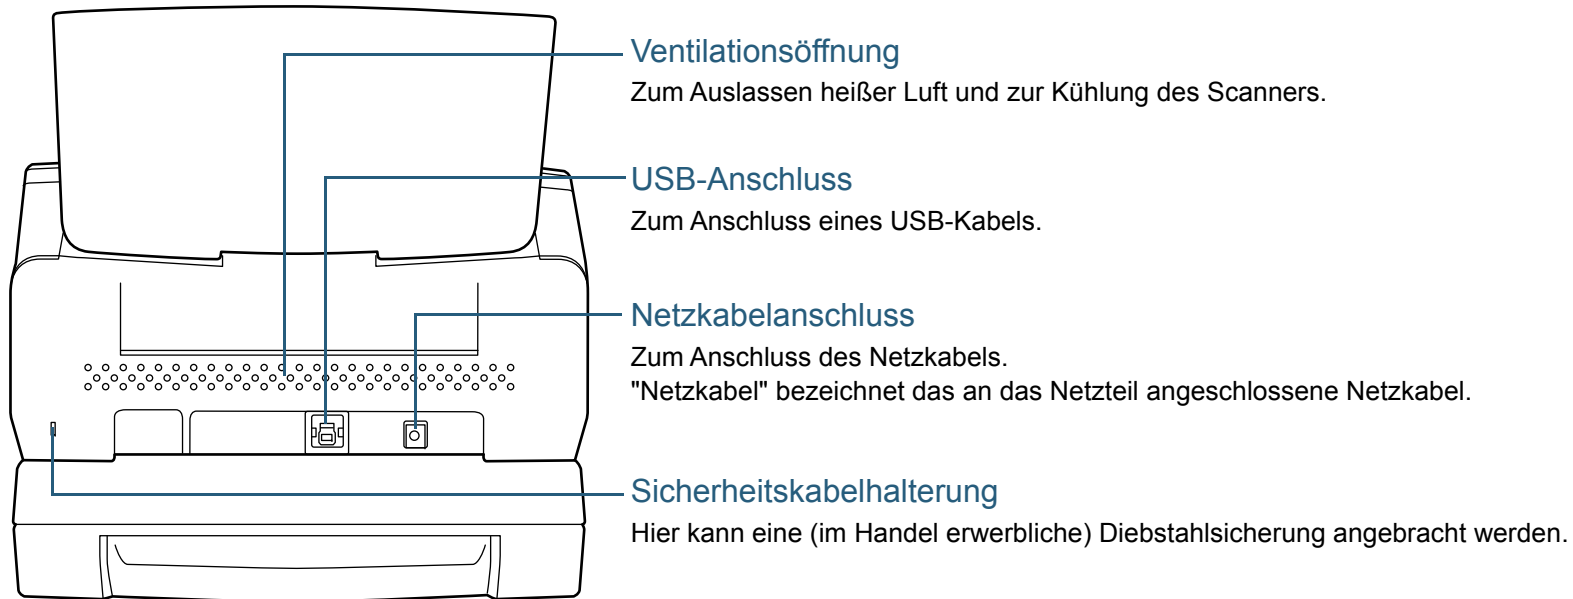 Ventilationsöffnung
Zum Auslassen heißer Luft und zur Kühlung des Scanners.
USB-Anschluss
Zum Anschluss eines USB-Kabels.
Netzkabelanschluss
Zum Anschluss des Netzkabels.
"Netzkabel" bezeichnet das an das Netzteil angeschlossene Netzkabel.
Sicherheitskabelhalterung
Hier kann eine (im Handel erwerbliche) Diebstahlsicherung angebracht werden.